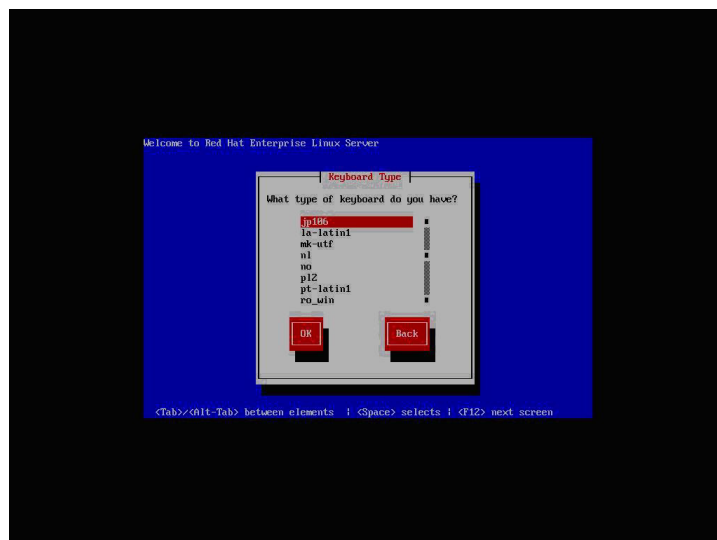 Welcome to Red Hat Enterprise Linux Server
Keyboard Type
What type of keyboard do you have?
jp106
la-latin1
mk-utf
nl
no
pl2
pt-latin1
ro_win
OK Back
<Tab>/<Alt-Tab> between elements | <Space> selects | <F12> next screen